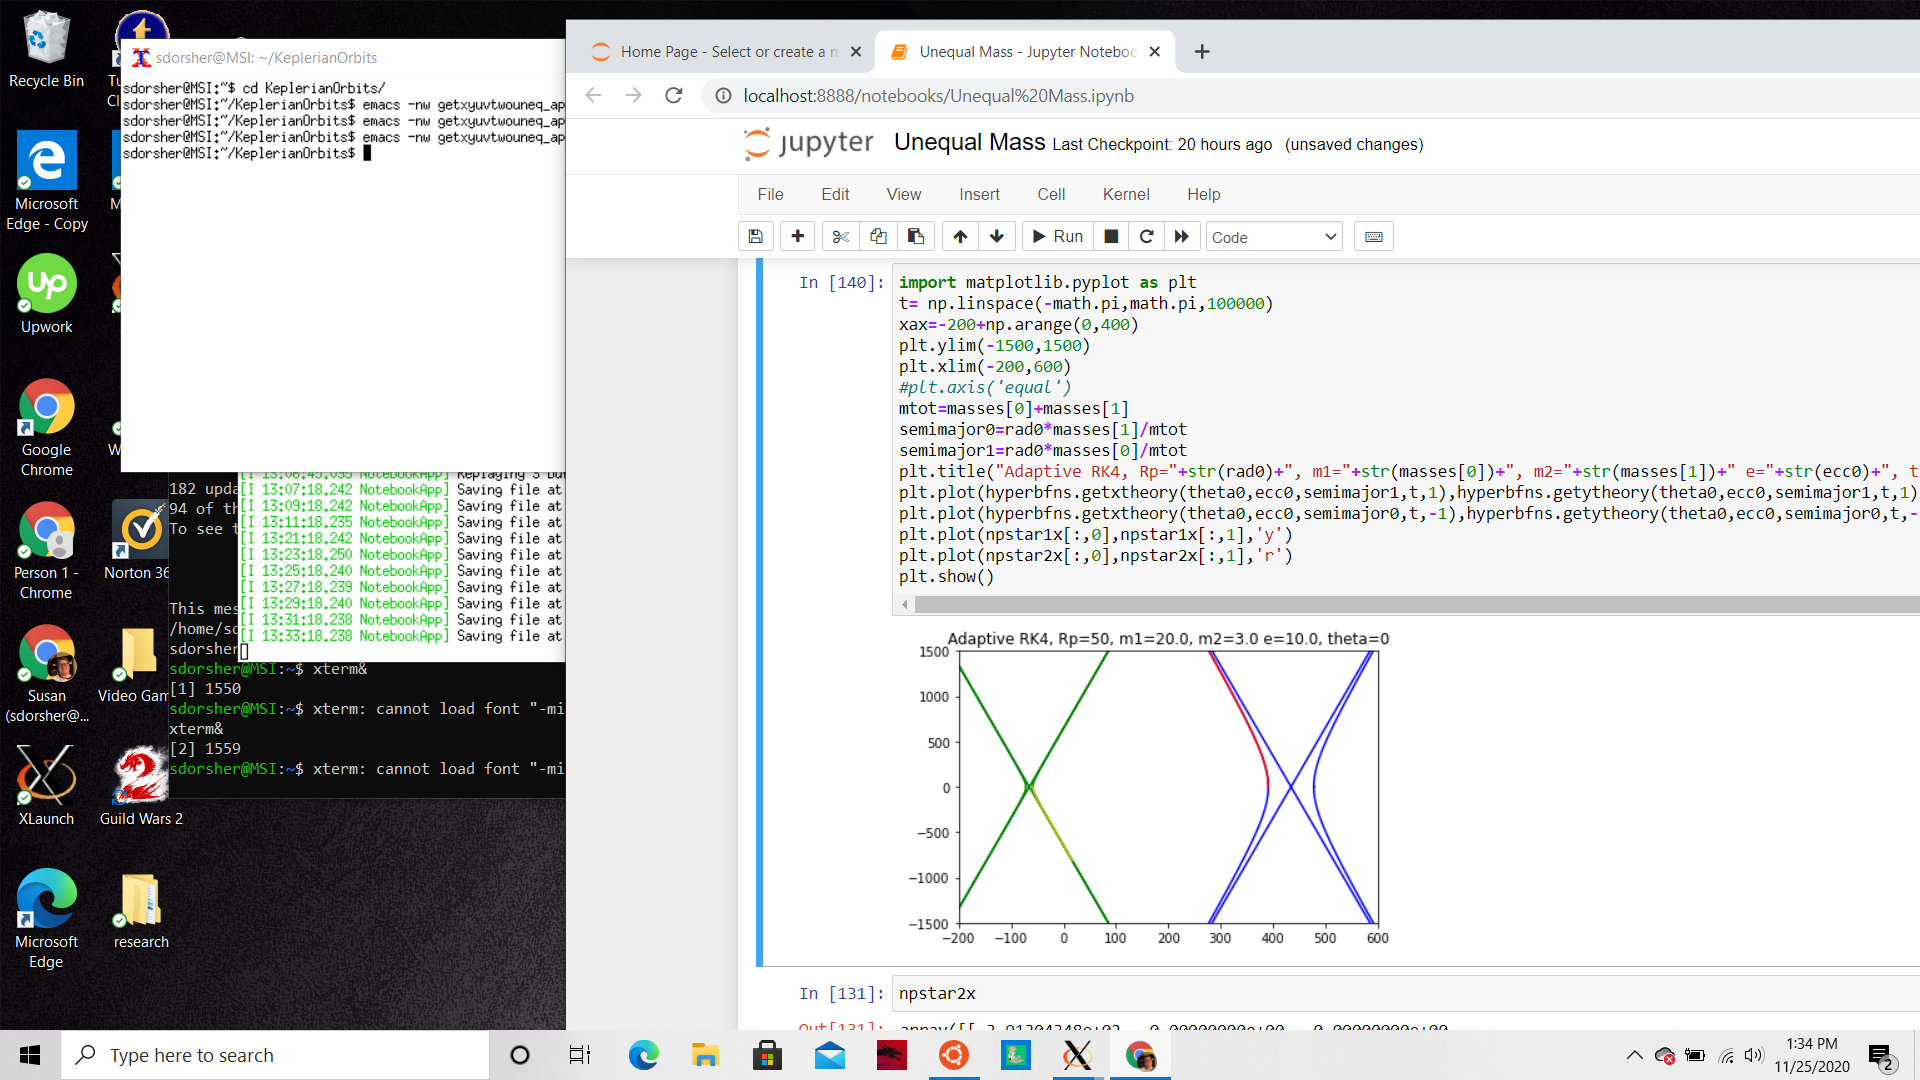 Recycle Bin
Microsoft
Edge - Copy
Upwork
Google
Chrome
Person 1 -
Chrome
Norton 36
Susan
(sdorsher@...
Video Gam
XLaunch
Guild Wars 2
Microsoft
Edge
research
sdorsher@MSI: ~/KeplerianOrbits
sdorsher@MSI:~$ cd KeplerianOrbits/
sdorsher@MSI:~/KeplerianOrbits$ emacs -nw getxyuvtwouneq_ap
sdorsher@MSI:~/KeplerianOrbits$ emacs -nw getxyuvtwouneq_ap
sdorsher@MSI:~/KeplerianOrbits$ emacs -nw getxyuvtwouneq_ap
sdorsher@MSI:~/KeplerianOrbits$
182 upda
94 of th
To see t
This mes
/home/sd
sdorsher
[I 13:07:18.242 NotebookApp] Saving file at
[I 13:09:18.242 NotebookApp] Saving file at
[I 13:11:18.235 NotebookApp] Saving file at
[I 13:21:18.242 NotebookApp] Saving file at
[I 13:23:18.250 NotebookApp] Saving file at
[I 13:25:18.240 NotebookApp] Saving file at
[I 13:27:18.239 NotebookApp] Saving file at
[I 13:29:18.240 NotebookApp] Saving file at
[I 13:31:18.238 NotebookApp] Saving file at
[I 13:33:18.238 NotebookApp] Saving file at
sdorsher@MSI:~$ xterm&
[1] 1550
sdorsher@MSI:~$ xterm: cannot load font "-mi
xterm&
[2] 1559
sdorsher@MSI:~$ xterm: cannot load font "-mi
Home Page - Select or create a n
Unequal Mass - Jupyter Notebo
localhost:8888/notebooks/Unequal%20Mass.ipynb
jupyter Unequal Mass Last Checkpoint: 20 hours ago (unsaved changes)
File Edit View Insert Cell Kernel Help
Run Code
In [140]:
import matplotlib.pyplot as plt
t= np.linspace(-math.pi,math.pi,100000)
xax=-200+np.arange(0,400)
plt.ylim(-1500,1500)
plt.xlim(-200,600)
#plt.axis('equal')
mtot=masses[0]+masses[1]
semimajor0=rad0*masses[1]/mtot
semimajor1=rad0*masses[0]/mtot
plt.title("Adaptive RK4, Rp="+str(rad0)+", m1="+str(masses[0])+", m2="+str(masses[1])+" e="+str(ecc0)+", t
plt.plot(hyperbfns.getxtheory(theta0,ecc0,semimajor1,t,1),hyperbfns.getytheory(theta0,ecc0,semimajor1,t,1)
plt.plot(hyperbfns.getxtheory(theta0,ecc0,semimajor0,t,-1),hyperbfns.getytheory(theta0,ecc0,semimajor0,t,-
plt.plot(npstar1x[:,0],npstar1x[:,1],'y')
plt.plot(npstar2x[:,0],npstar2x[:,1],'r')
plt.show()
Adaptive RK4, Rp=50, m1=20.0, m2=3.0 e=10.0, theta=0
1500
1000
500
0
−500
−1000
−1500
−200 −100 0 100 200 300 400 500 600
In [131]: npstar2x
Type here to search
1:34 PM
11/25/2020
2